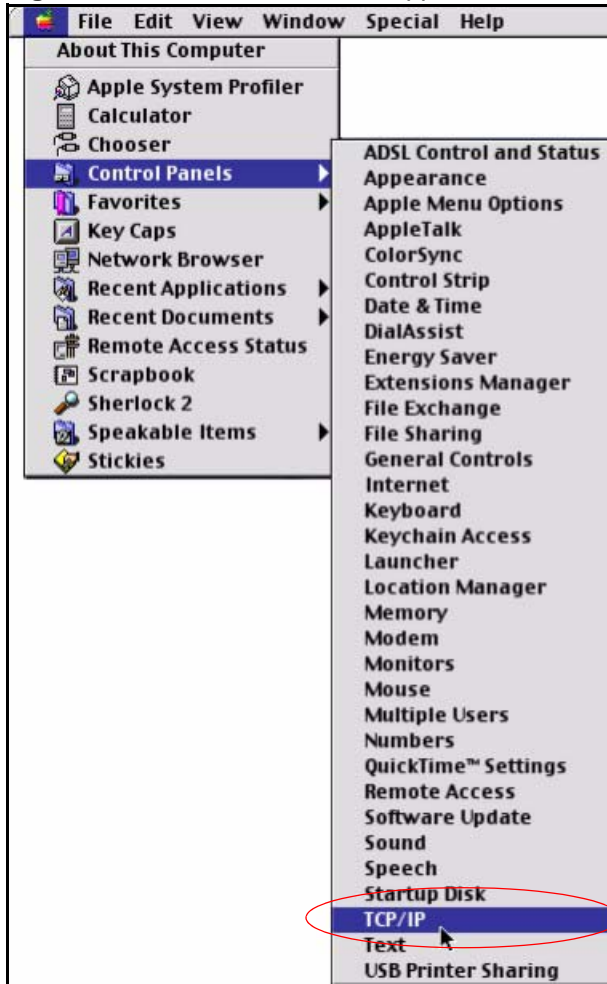 File Edit View Window Special Help
About This Computer
Apple System Profiler
Calculator
Chooser
Control Panels
Favorites
Key Caps
Network Browser
Recent Applications
Recent Documents
Remote Access Status
Scrapbook
Sherlock 2
Speakable Items
Stickies
ADSL Control and Status
Appearance
Apple Menu Options
AppleTalk
ColorSync
Control Strip
Date & Time
DialAssist
Energy Saver
Extensions Manager
File Exchange
File Sharing
General Controls
Internet
Keyboard
Keychain Access
Launcher
Location Manager
Memory
Modem
Monitors
Mouse
Multiple Users
Numbers
QuickTime™ Settings
Remote Access
Software Update
Sound
Speech
Startup Disk
TCP/IP
Text
USB Printer Sharing